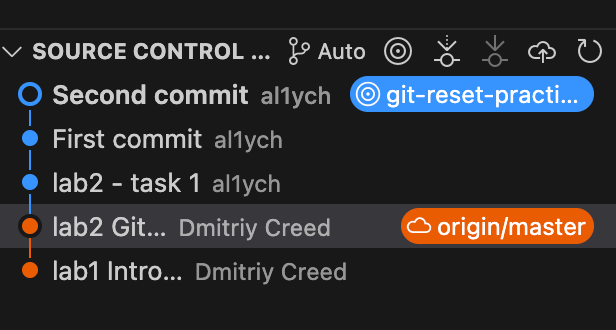 SOURCE CONTROL ... Auto
Second commit al1ych git-reset-practi...
First commit al1ych
lab2 - task 1 al1ych
lab2 Git... Dmitriy Creed origin/master
lab1 Intro... Dmitriy Creed